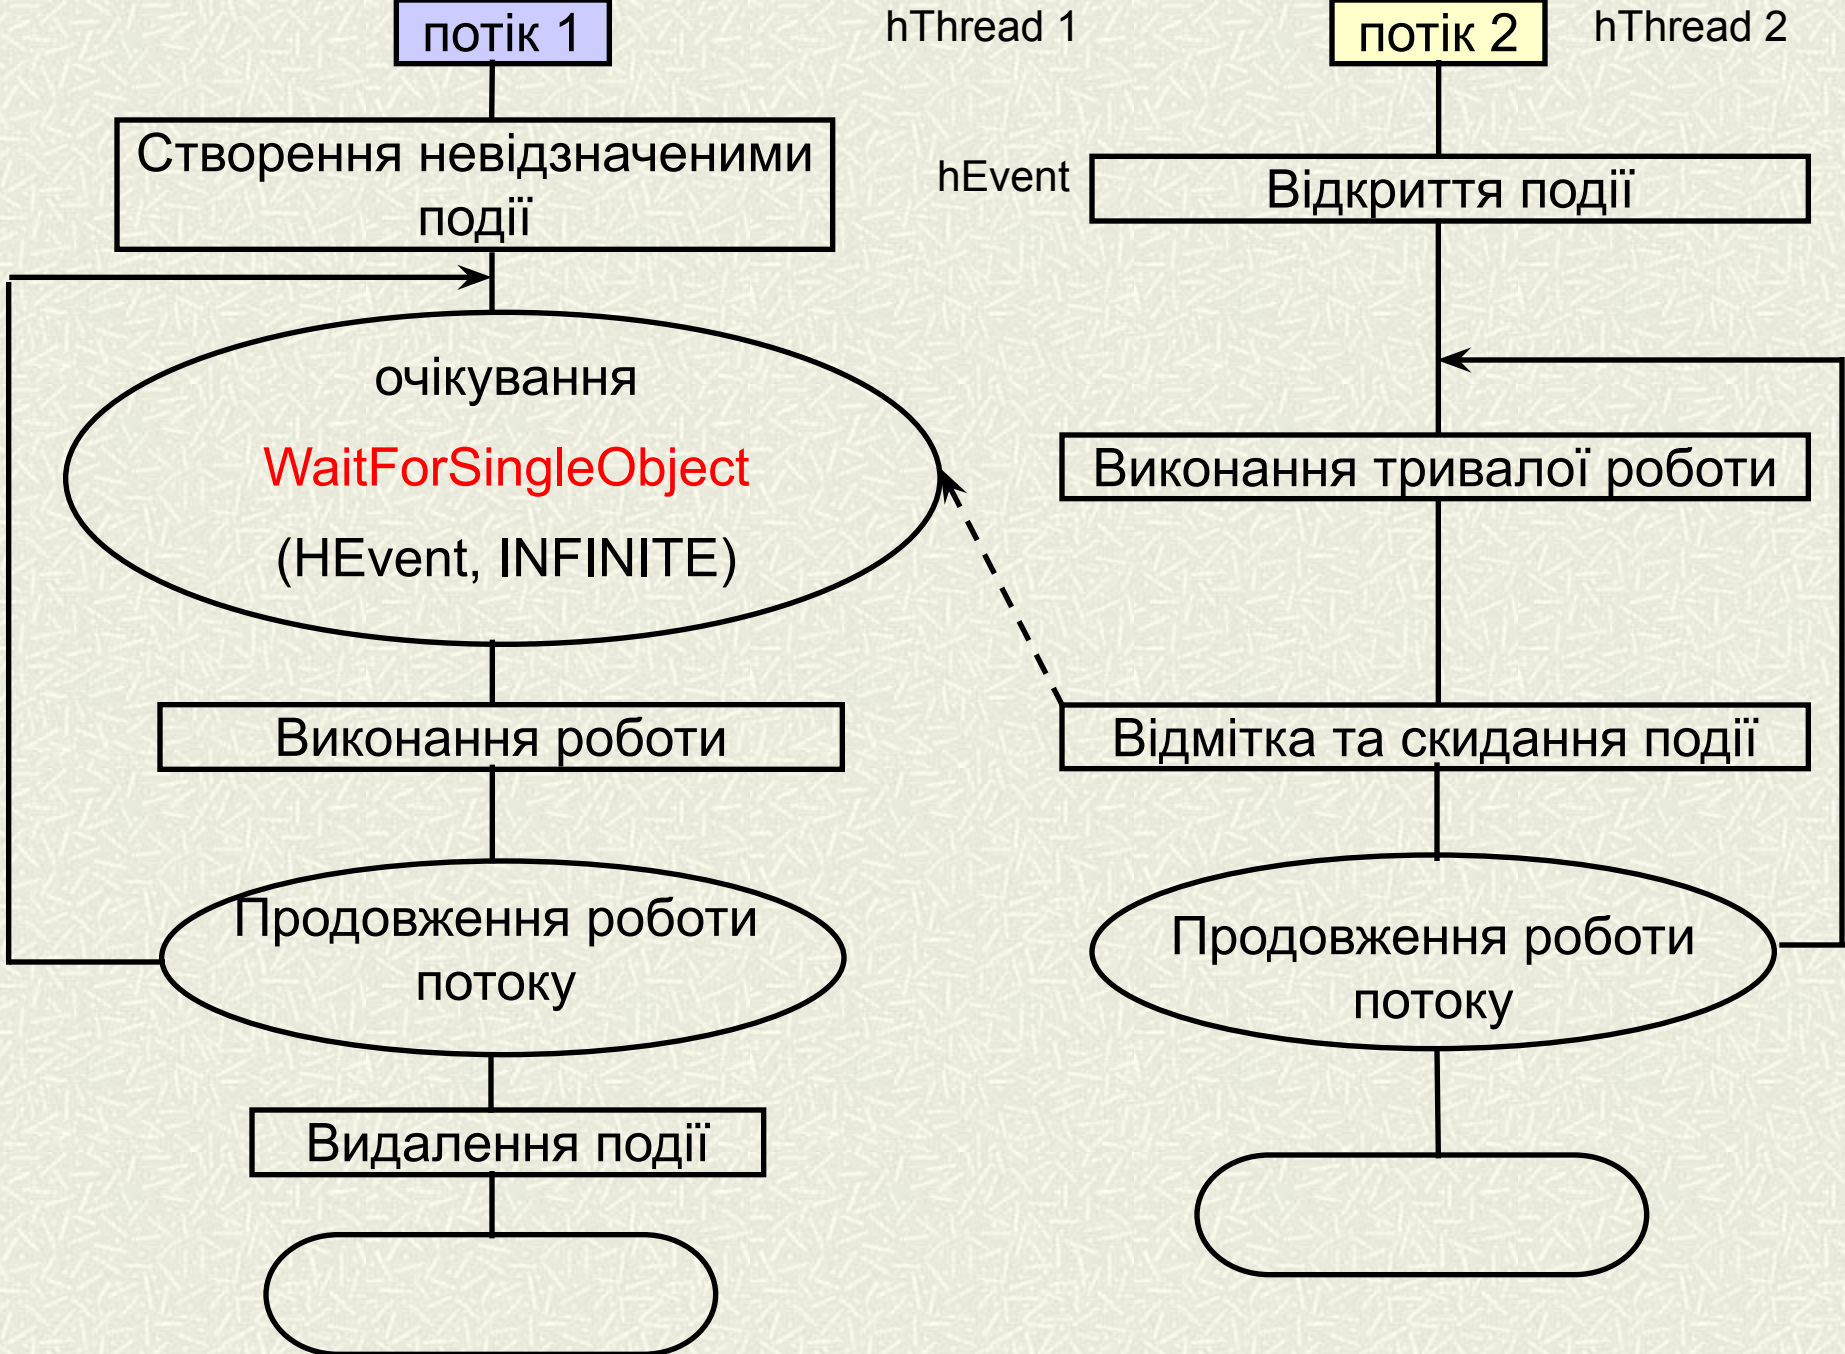 потік 1
hThread 1
потік 2
hThread 2
Створення невідзначеними
події
hEvent
Відкриття події
очікування
WaitForSingleObject
(HEvent, INFINITE)
Виконання тривалої роботи
Виконання роботи
Відмітка та скидання події
Продовження роботи
потоку
Продовження роботи
потоку
Видалення події